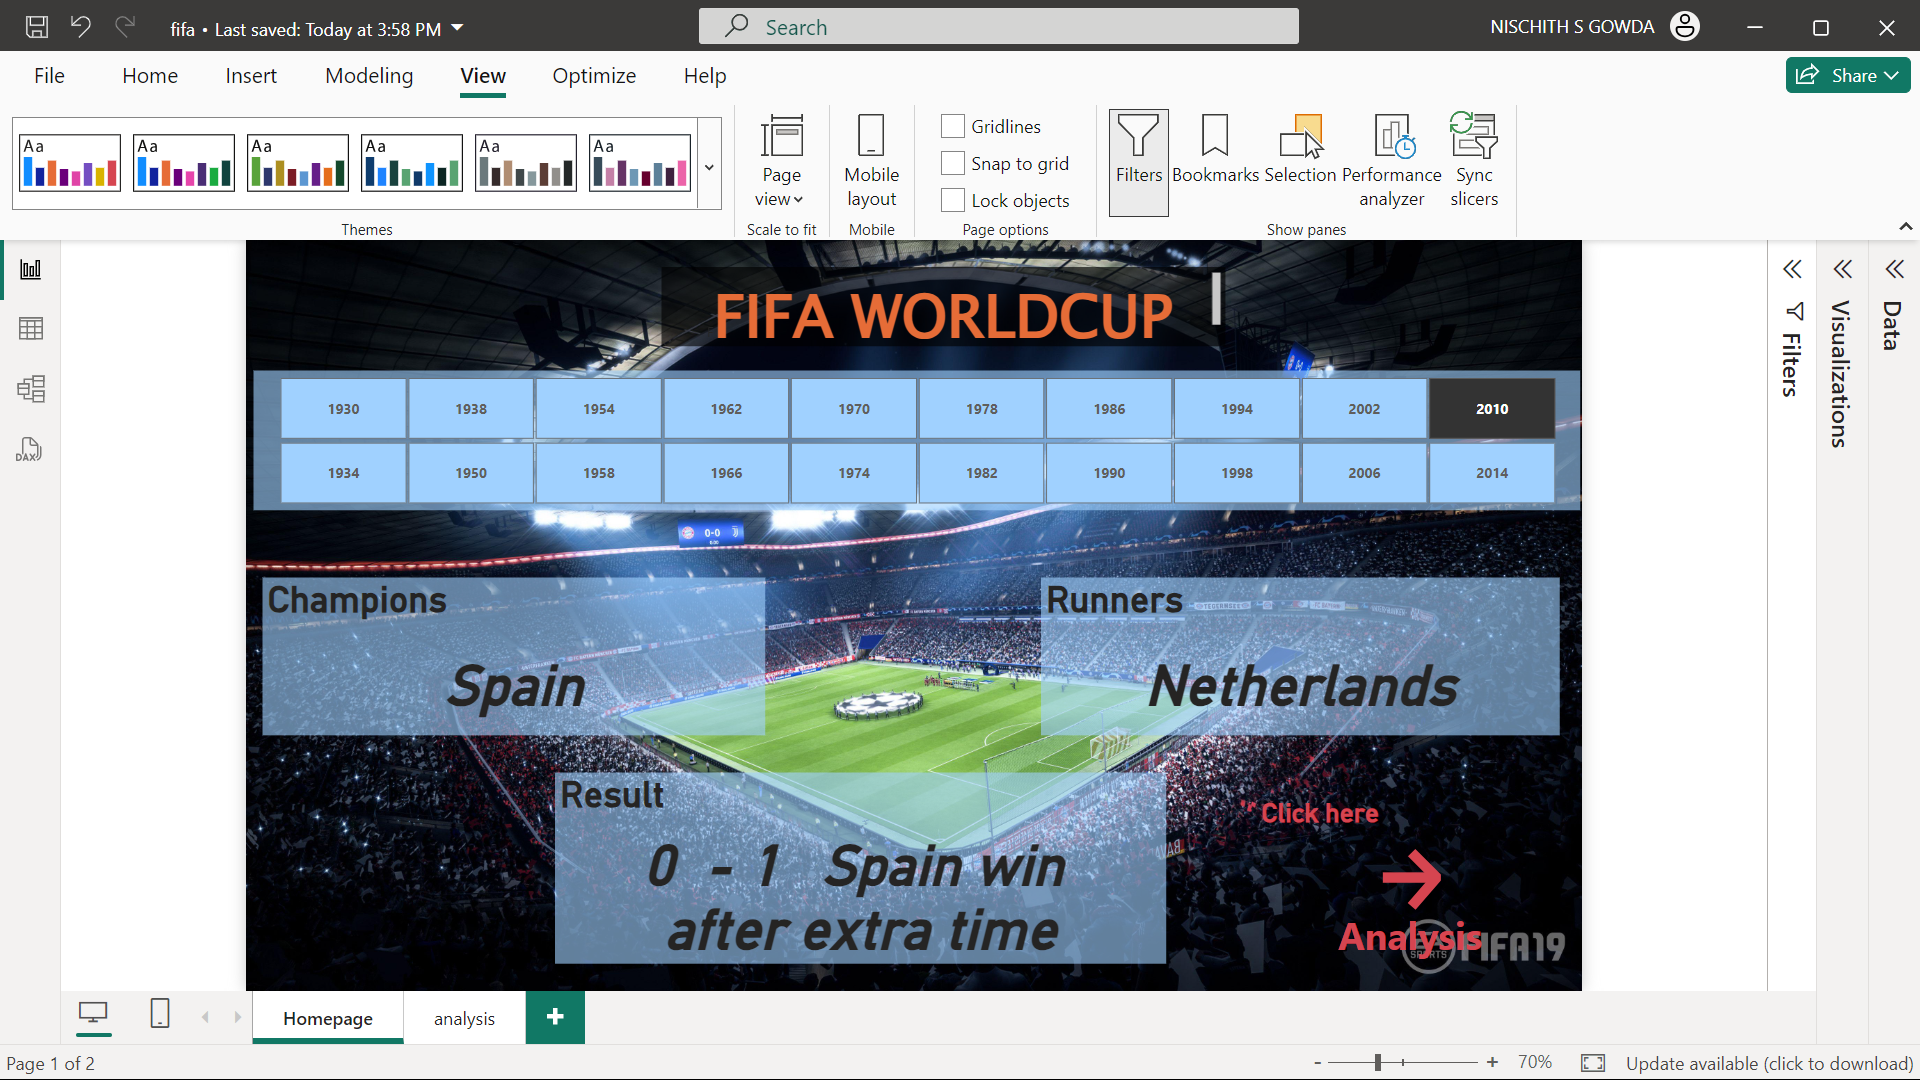 fifa • Last saved: Today at 3:58 PM
Search
NISCHITH S GOWDA
File Home Insert Modeling View Optimize Help
Share
Aa Aa Aa Aa Aa Aa
Themes
Page view
Scale to fit
Mobile layout
Mobile
Gridlines
Snap to grid
Lock objects
Page options
Filters
Bookmarks
Selection
Performance analyzer
Sync slicers
Show panes
DAX
FIFA WORLDCUP
1930 1938 1954 1962 1970 1978 1986 1994 2002 2010
1934 1950 1958 1966 1974 1982 1990 1998 2006 2014
0-0
Champions
Spain
Runners
Netherlands
Result
0 - 1 Spain win
after extra time
Click here
Analysis
EA SPORTS FIFA19
Filters
Visualizations
Data
Homepage
analysis
Page 1 of 2
- + 70%
Update available (click to download)